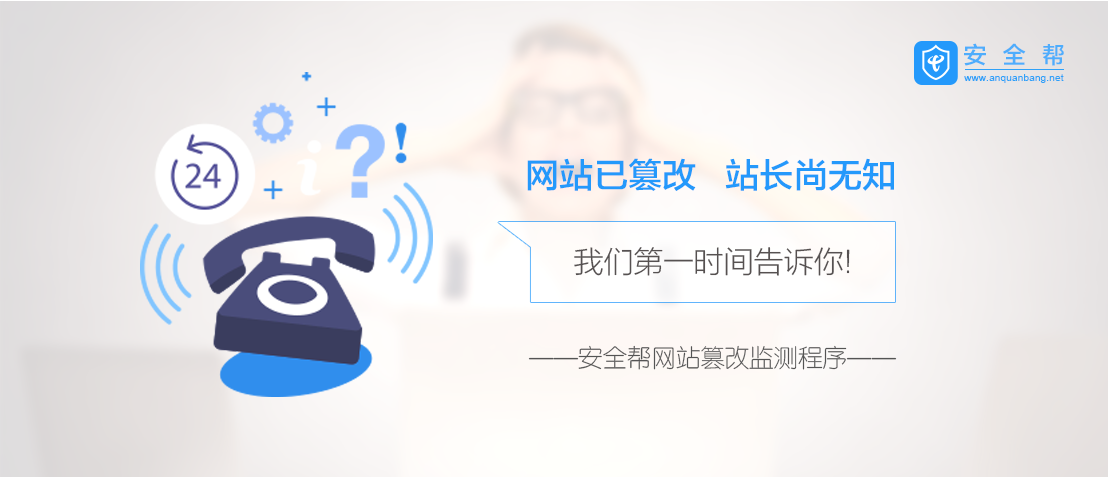 安全帮
www.anquanbang.net
24
i ? !
网站已篡改 站长尚无知
我们第一时间告诉你!
——安全帮网站篡改监测程序——